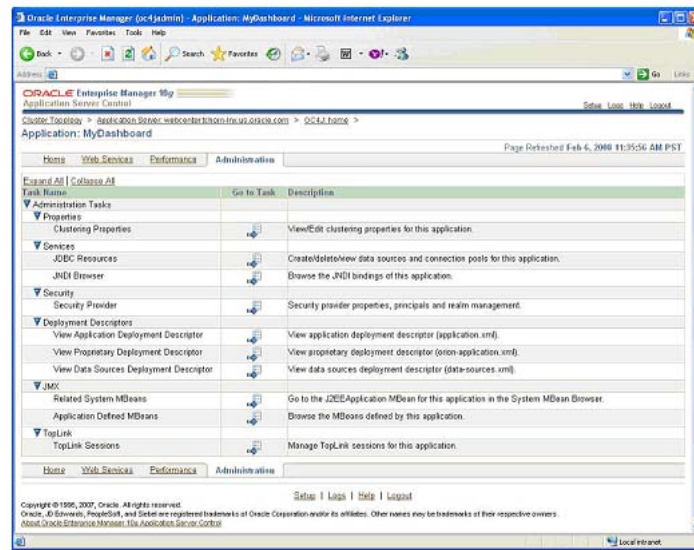 Oracle Enterprise Manager (oc4jadmin) - Application: MyDashboard - Microsoft Internet Explorer
File Edit View Favorites Tools Help
Back Search Favorites
Address Go Links
ORACLE Enterprise Manager 10g
Application Server Control
Setup Logs Help Logout
Cluster Topology > Application Server: > OC4J: home >
Application: MyDashboard
Page Refreshed Feb 6, 2008 11:35:56 AM PST
Home Web Services Performance Administration
Expand All | Collapse All
Task Name Go to Task Description
Administration Tasks
Properties
Clustering Properties View/Edit clustering properties for this application.
Services
JDBC Resources Create/delete/view data sources and connection pools for this application.
JNDI Browser Browse the JNDI bindings of this application.
Security
Security Provider Security provider properties, principals and realm management.
Deployment Descriptors
View Application Deployment Descriptor View application deployment descriptor (application.xml).
View Proprietary Deployment Descriptor View proprietary deployment descriptor (orion-application.xml).
View Data Sources Deployment Descriptor View data sources deployment descriptor (data-sources.xml).
JMX
Related System MBeans Go to the J2EEApplication MBean for this application in the System MBean Browser.
Application Defined MBeans Browse the MBeans defined by this application.
TopLink
TopLink Sessions Manage TopLink sessions for this application.
Home Web Services Performance Administration
Setup | Logs | Help | Logout
Copyright © 1996, 2007, Oracle. All rights reserved.
Oracle, JD Edwards, PeopleSoft, and Siebel are registered trademarks of Oracle Corporation and/or its affiliates. Other names may be trademarks of their respective owners.
About Oracle Enterprise Manager 10g Application Server Control
Local intranet